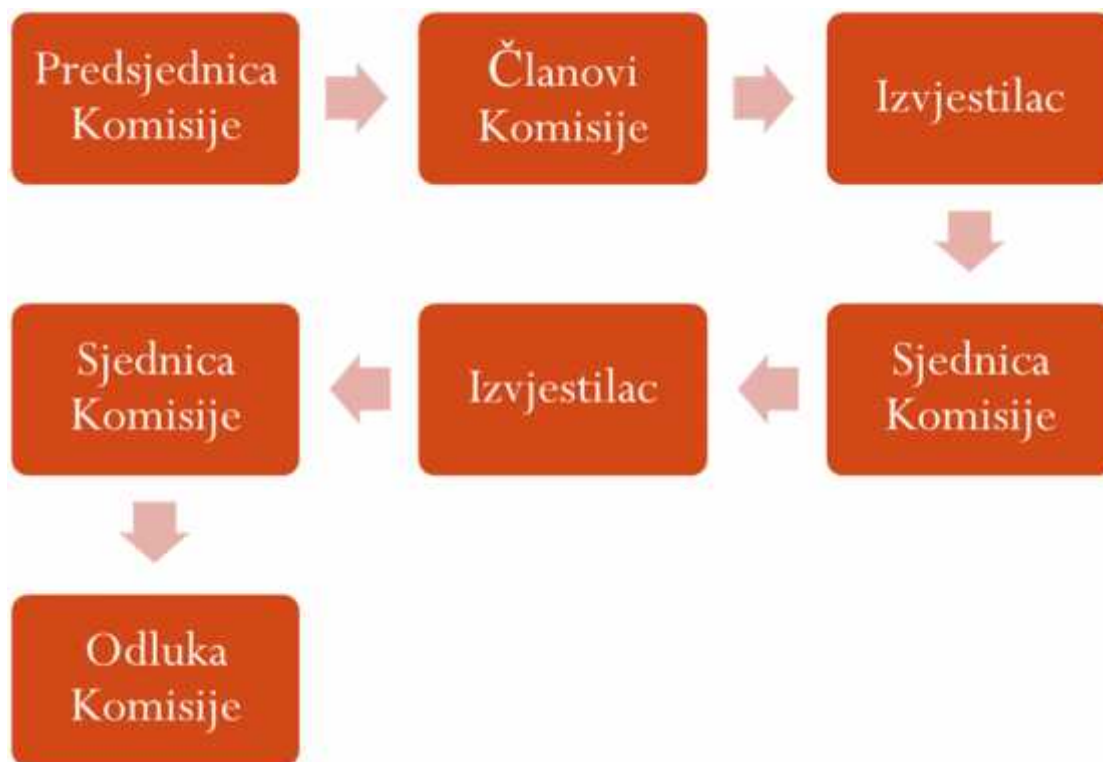 Predsjednica
Komisije
Članovi
Komisije
Izvjestilac
Sjednica
Komisije
Izvjestilac
Sjednica
Komisije
Odluka
Komisije